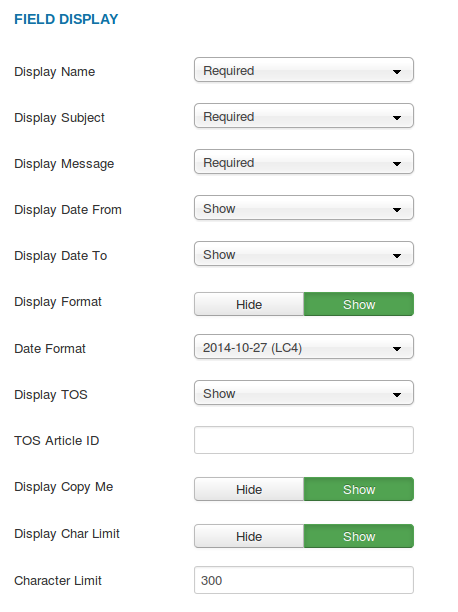 FIELD DISPLAY
Display Name Required
Display Subject Required
Display Message Required
Display Date From Show
Display Date To Show
Display Format Hide Show
Date Format 2014-10-27 (LC4)
Display TOS Show
TOS Article ID
Display Copy Me Hide Show
Display Char Limit Hide Show
Character Limit 300